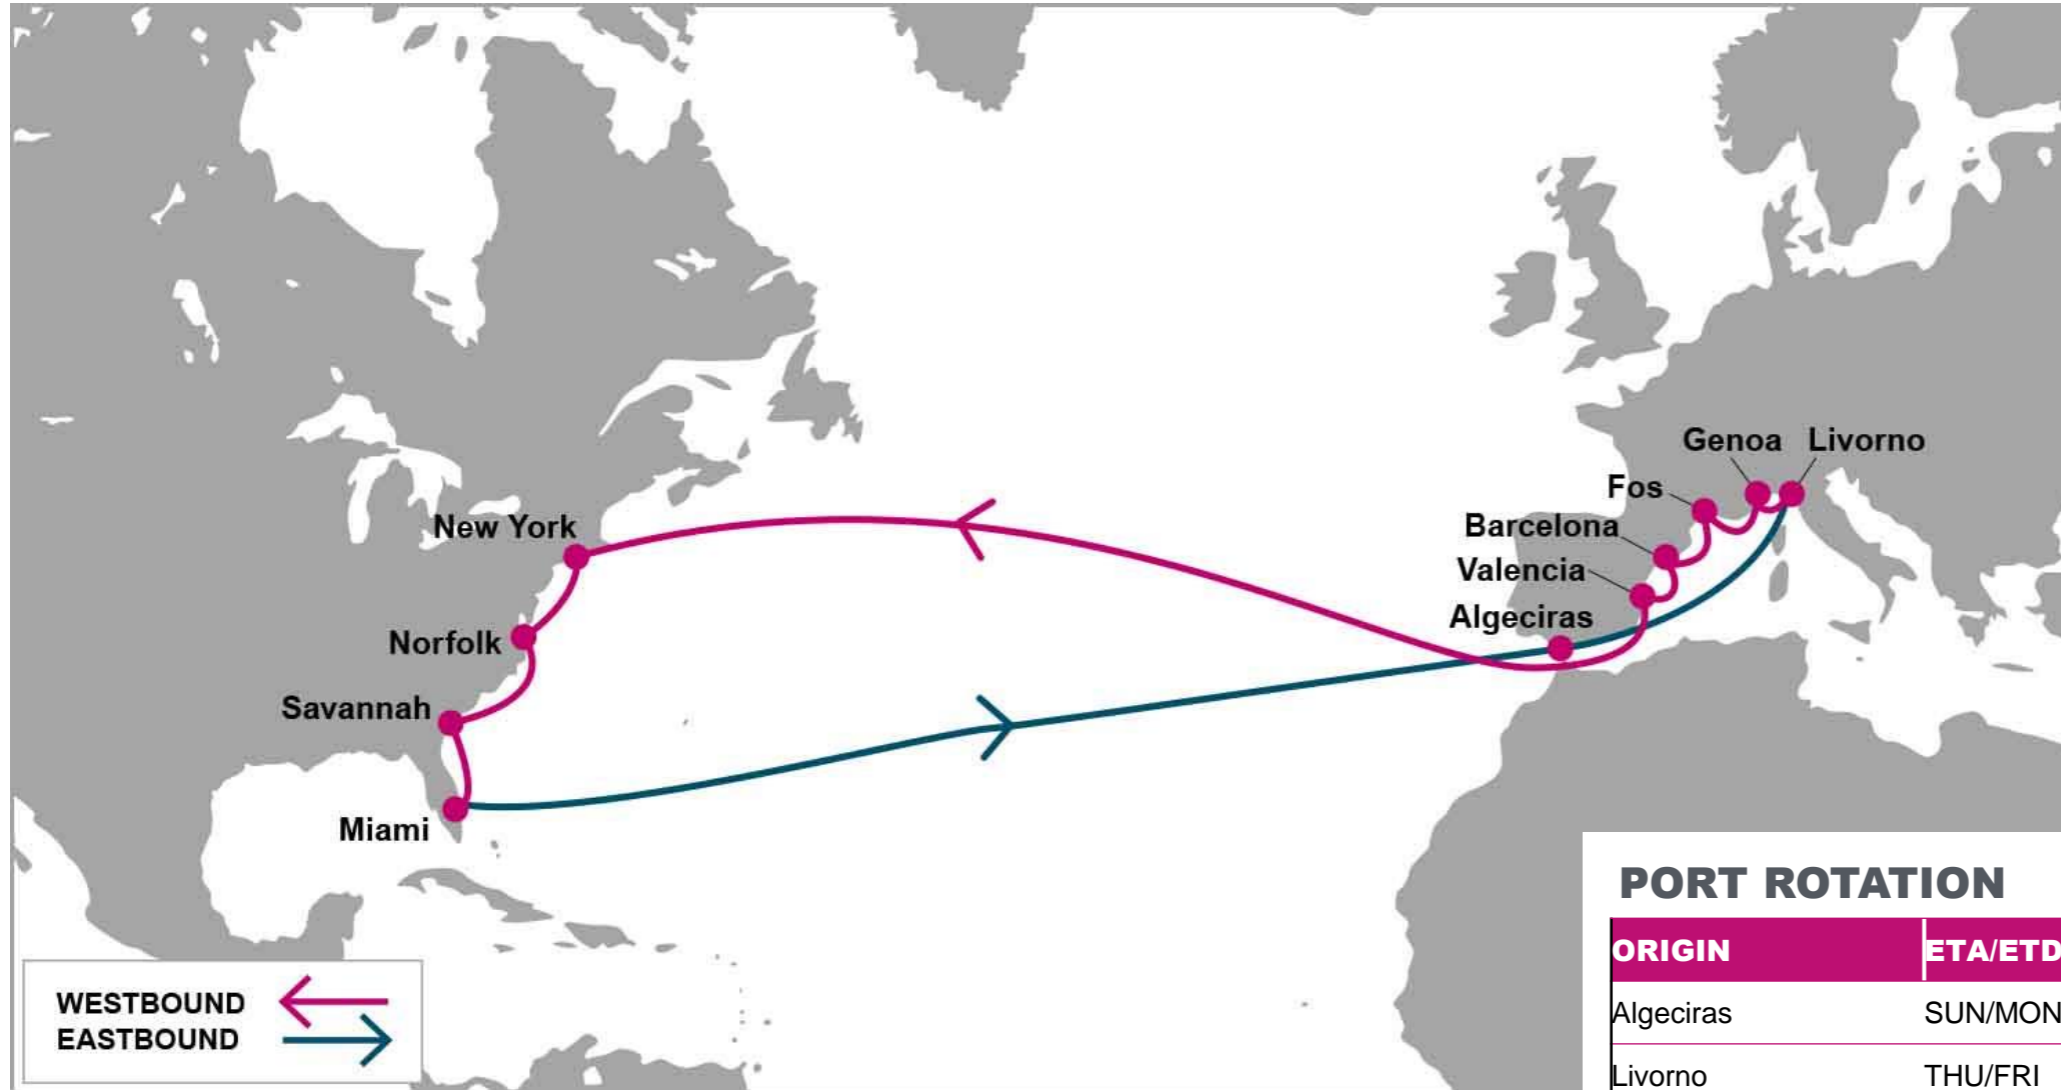 Genoa Livorno
Fos
Barcelona
Valencia
Algeciras
New York
Norfolk
Savannah
Miami
WESTBOUND
EASTBOUND
PORT ROTATION
ORIGIN ETA/ETD
Algeciras SUN/MON
Livorno THU/FRI